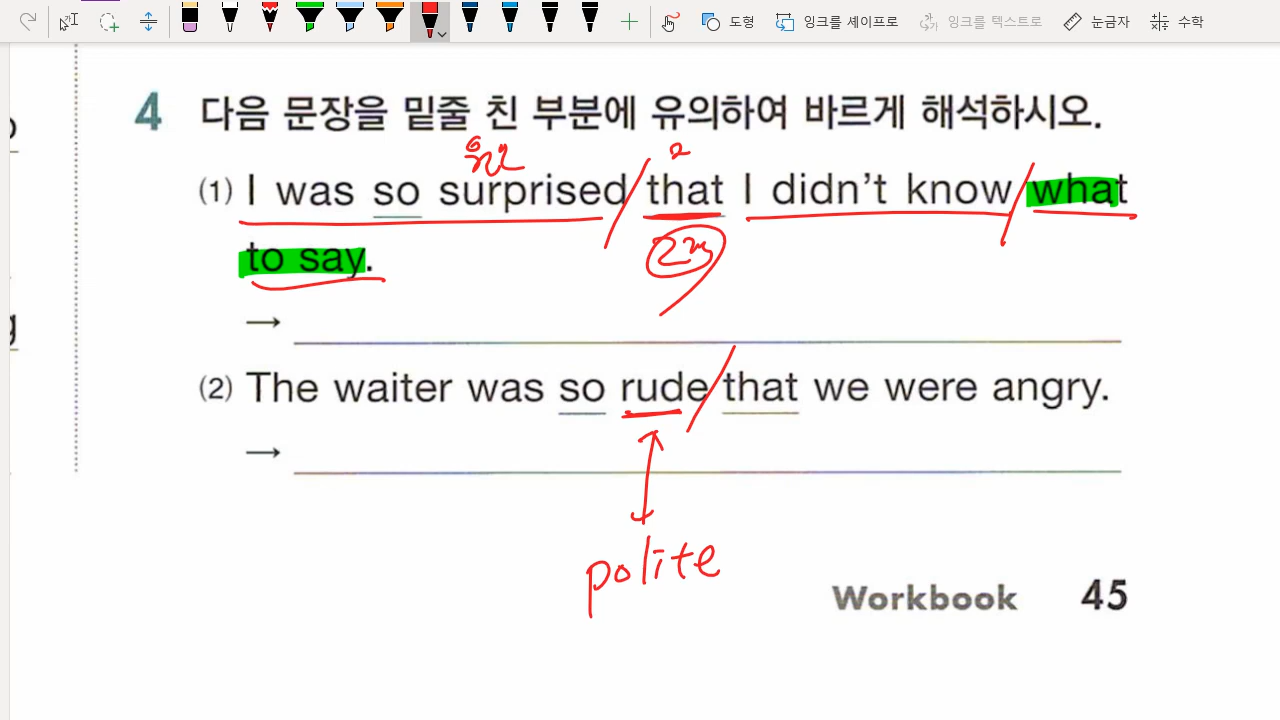 도형
잉크를 셰이프로
잉크를 텍스트로
눈금자
수학
4 다음 문장을 밑줄 친 부분에 유의하여 바르게 해석하시오.
(1) I was so surprised that I didn't know what
to say.
→
(2) The waiter was so rude that we were angry.
→
polite
Workbook 45